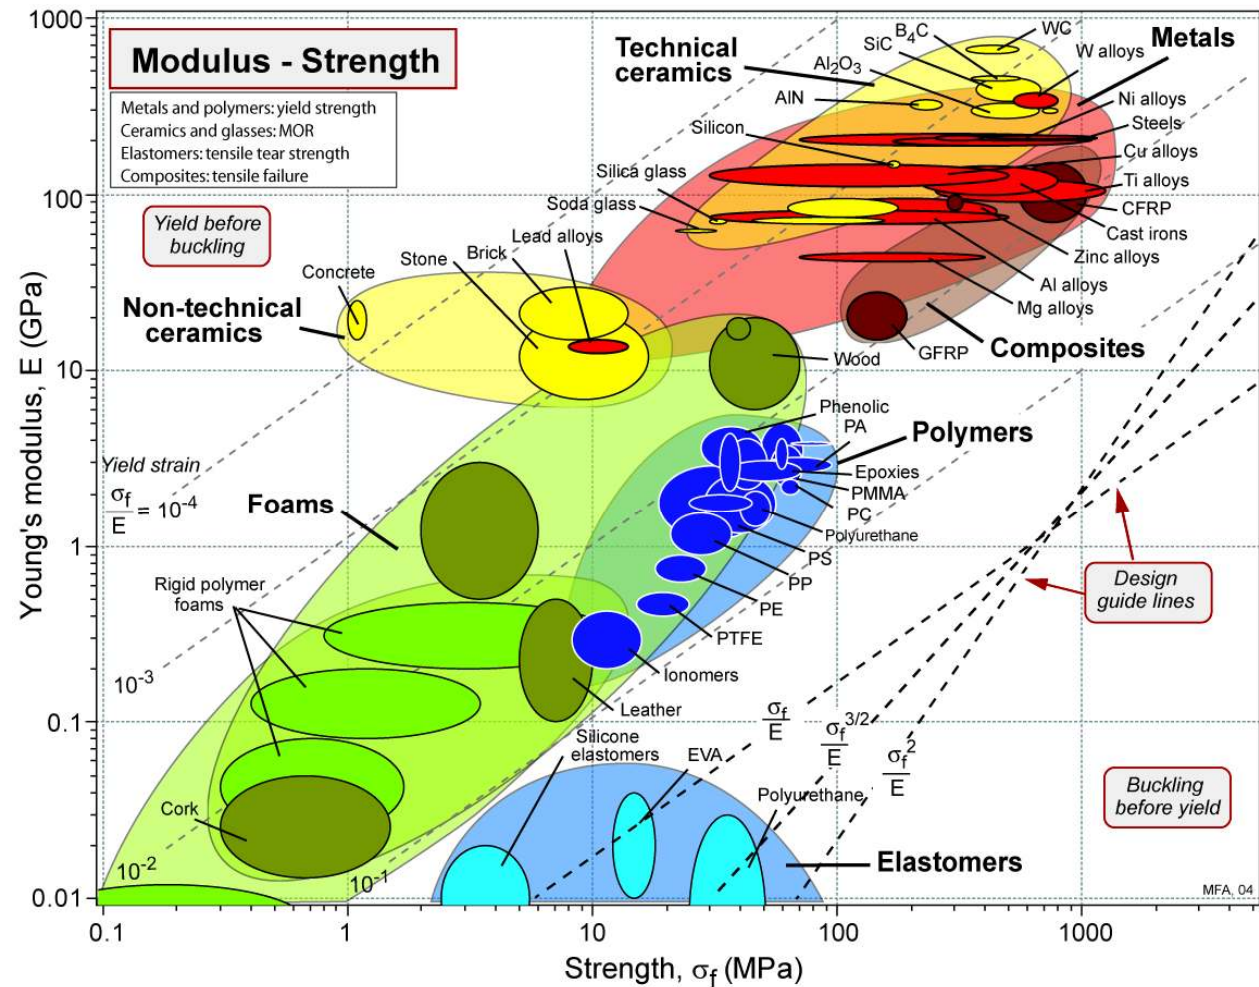 Modulus - Strength
Metals and polymers: yield strength
Ceramics and glasses: MOR
Elastomers: tensile tear strength
Composites: tensile failure
Technical
ceramics
B₄C
SiC
Al₂O₃
AlN
Silicon
Silica glass
Soda glass
WC
W alloys
Metals
Ni alloys
Steels
Cu alloys
Ti alloys
CFRP
Cast irons
Zinc alloys
Al alloys
Mg alloys
Yield before
buckling
Concrete
Stone
Brick
Lead alloys
Non-technical
ceramics
Wood
GFRP
Composites
Phenolic
PA
Polymers
Epoxies
PMMA
PC
Polyurethane
PS
PP
PE
PTFE
Ionomers
Leather
Yield strain
σf/E = 10⁻⁴
Foams
Rigid polymer
foams
10⁻³
Cork
10⁻²
10⁻¹
Silicone
elastomers
EVA
Polyurethane
Elastomers
σf/E
σf^3/2/E
σf²/E
Design
guide lines
Buckling
before yield
MFA, 04
Young's modulus, E (GPa)
1000
100
10
1
0.1
0.01
0.1
1
10
100
1000
Strength, σf (MPa)